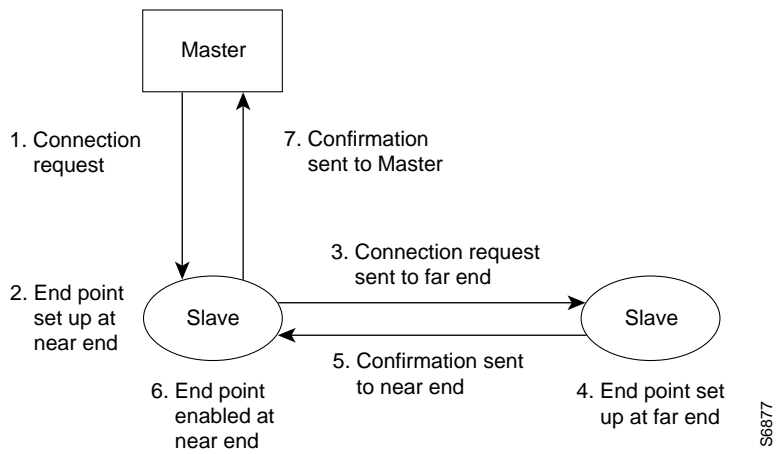 Master
1. Connection
request
7. Confirmation
sent to Master
3. Connection request
sent to far end
2. End point
set up at
near end
Slave
Slave
5. Confirmation sent
to near end
6. End point
enabled at
near end
4. End point set
up at far end
S6877